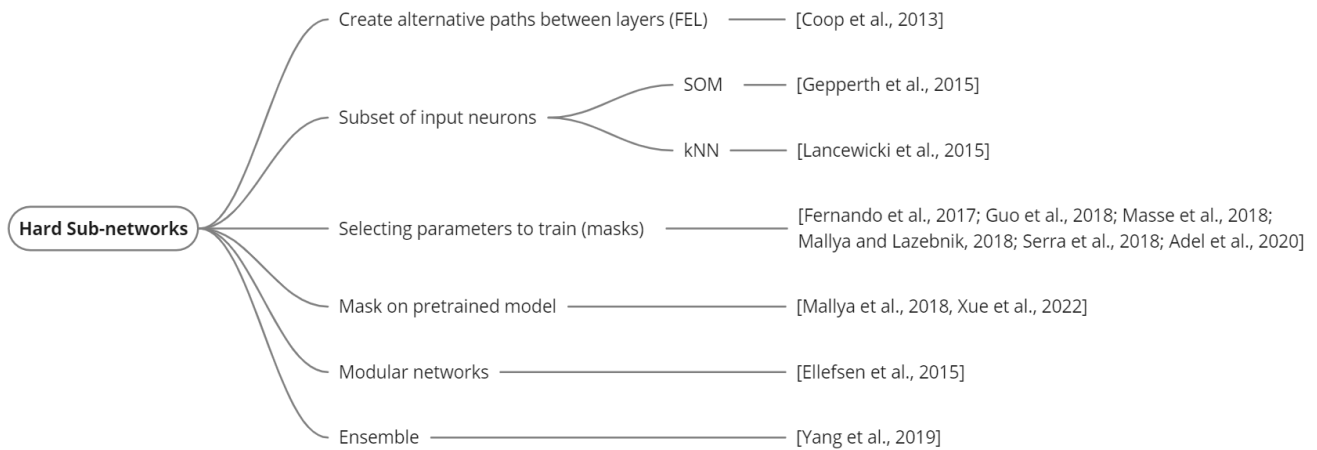 Create alternative paths between layers (FEL) [Coop et al., 2013]
SOM [Gepperth et al., 2015]
Subset of input neurons
kNN [Lancewicki et al., 2015]
Hard Sub-networks
Selecting parameters to train (masks)
[Fernando et al., 2017; Guo et al., 2018; Masse et al., 2018;
Mallya and Lazebnik, 2018; Serra et al., 2018; Adel et al., 2020]
Mask on pretrained model [Mallya et al., 2018, Xue et al., 2022]
Modular networks [Ellefsen et al., 2015]
Ensemble [Yang et al., 2019]